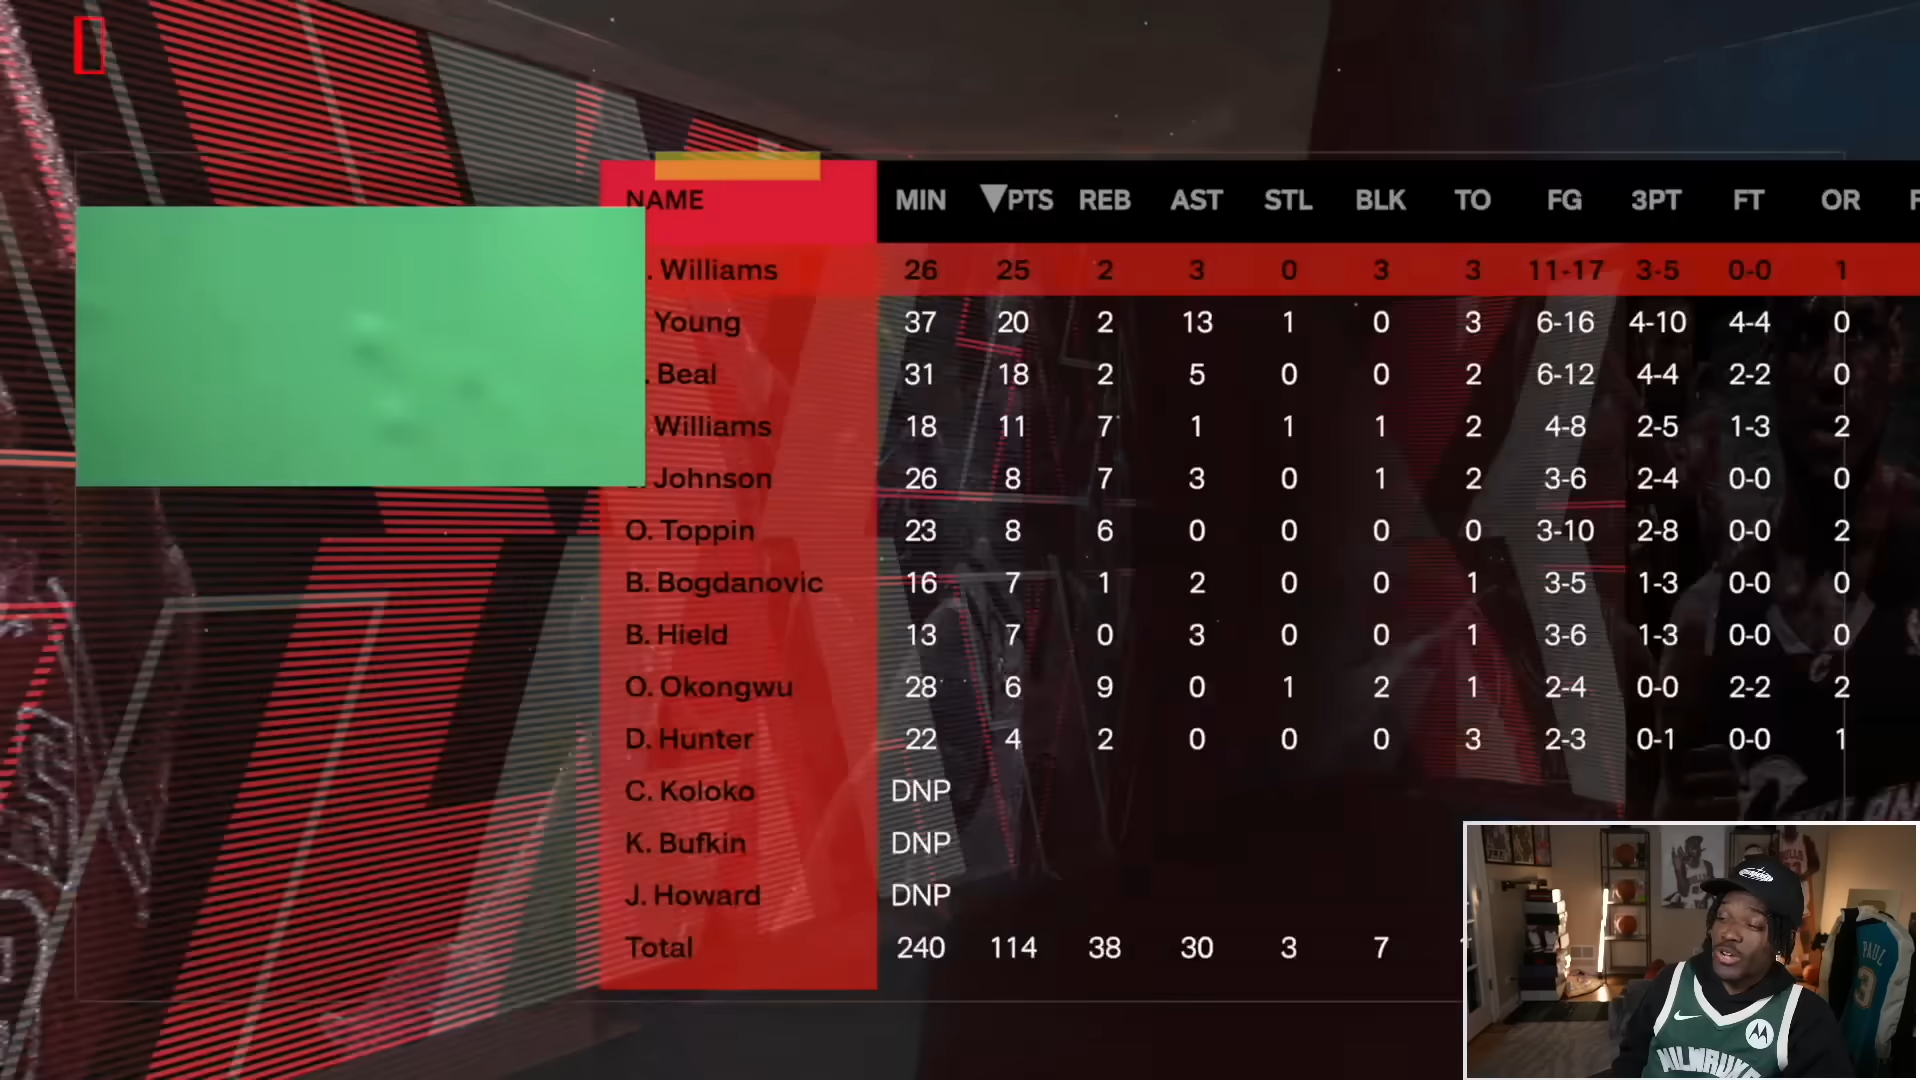 NAME MIN ▼PTS REB AST STL BLK TO FG 3PT FT OR
. Williams 26 25 2 3 0 3 3 11-17 3-5 0-0 1
Young 37 20 2 13 1 0 3 6-16 4-10 4-4 0
. Beal 31 18 2 5 0 0 2 6-12 4-4 2-2 0
Williams 18 11 7 1 1 1 2 4-8 2-5 1-3 2
. Johnson 26 8 7 3 0 1 2 3-6 2-4 0-0 0
O. Toppin 23 8 6 0 0 0 0 3-10 2-8 0-0 2
B. Bogdanovic 16 7 1 2 0 0 1 3-5 1-3 0-0 0
B. Hield 13 7 0 3 0 0 1 3-6 1-3 0-0 0
O. Okongwu 28 6 9 0 1 2 1 2-4 0-0 2-2 2
D. Hunter 22 4 2 0 0 0 3 2-3 0-1 0-0 1
C. Koloko DNP
K. Bufkin DNP
J. Howard DNP
Total 240 114 38 30 3 7
PAUL
3